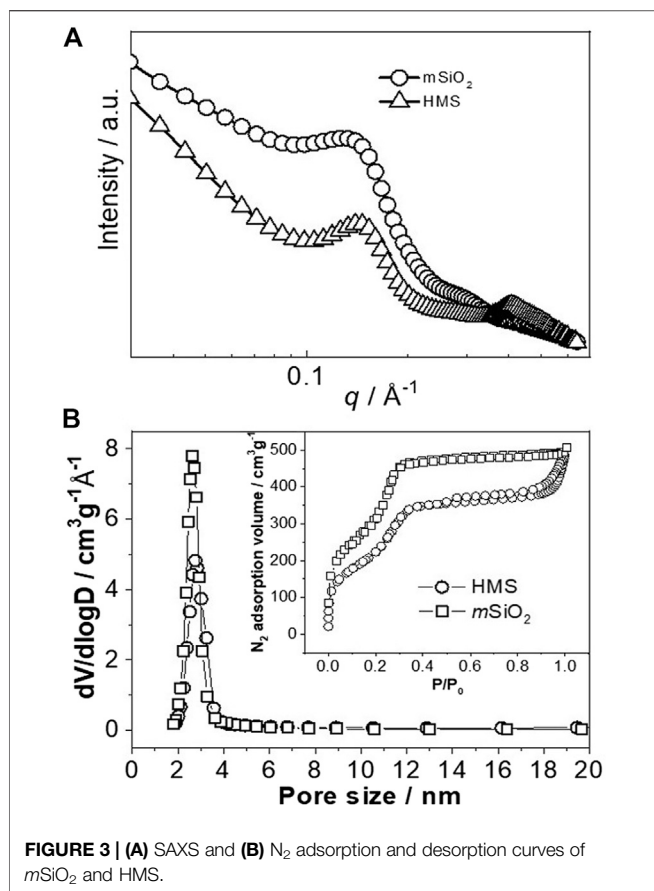 A
mSiO₂
HMS
Intensity / a.u.
0.1
q / Å⁻¹
B
8
6
4
2
0
dV/dlogD / cm³g⁻¹Å⁻¹
0 2 4 6 8 10 12 14 16 18 20
Pore size / nm
500
400
300
200
100
0
N₂ adsorption volume / cm³g⁻¹
HMS
mSiO₂
0.0 0.2 0.4 0.6 0.8 1.0
P/P₀
FIGURE 3 | (A) SAXS and (B) N₂ adsorption and desorption curves of
mSiO₂ and HMS.